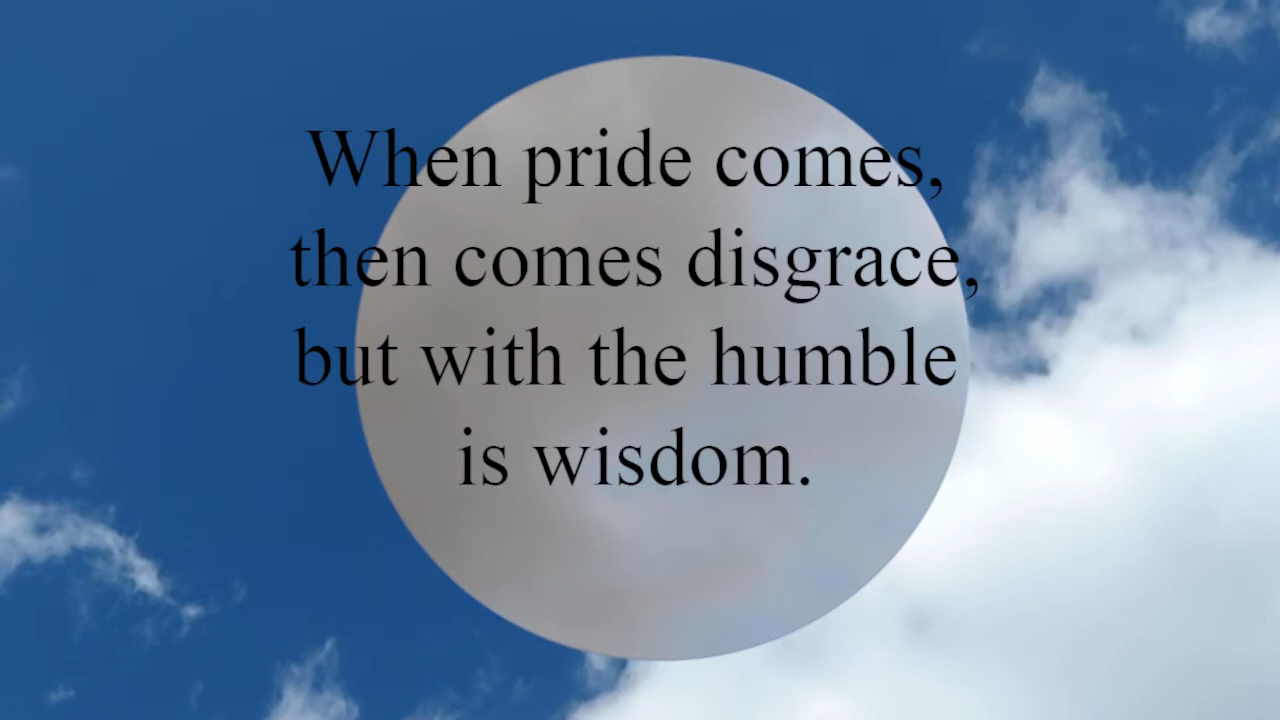 When pride comes,
then comes disgrace,
but with the humble
is wisdom.